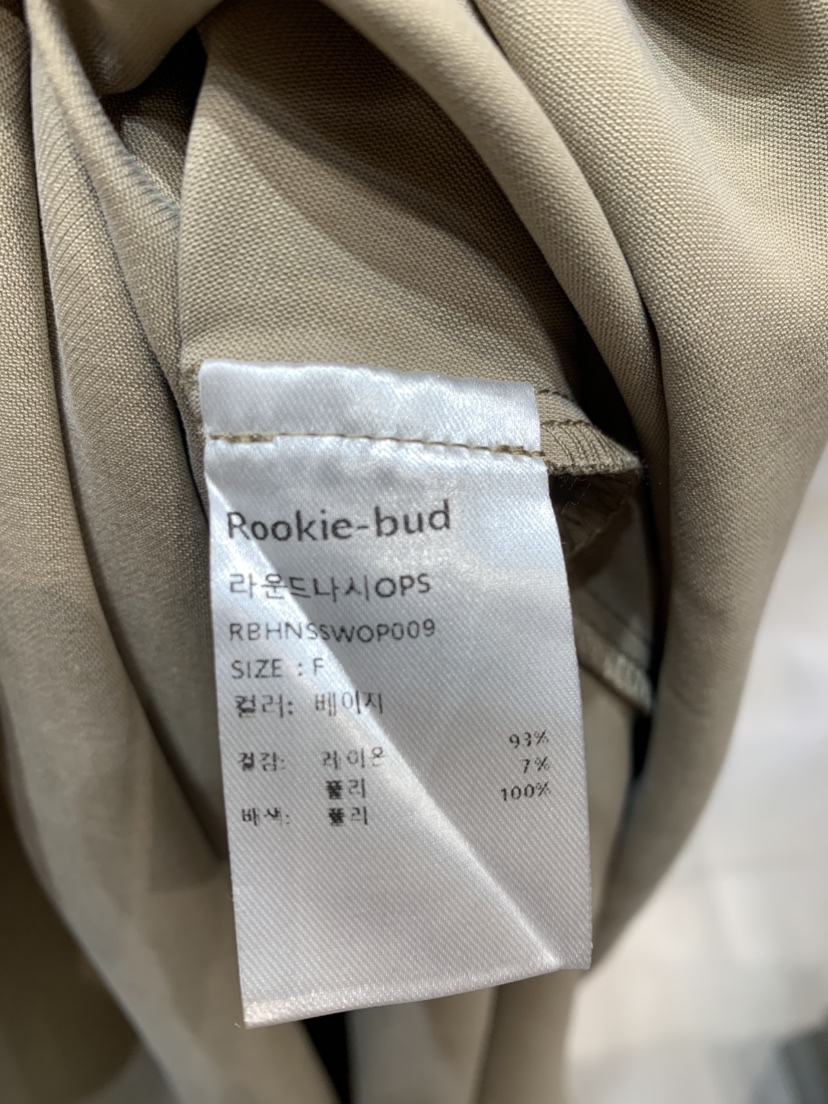 Rookie-bud
라운드나시OPS
RBHNSSWOP009
SIZE : F
컬러: 베이지
겉감: 레이온 93%
폴리 7%
배색: 폴리 100%